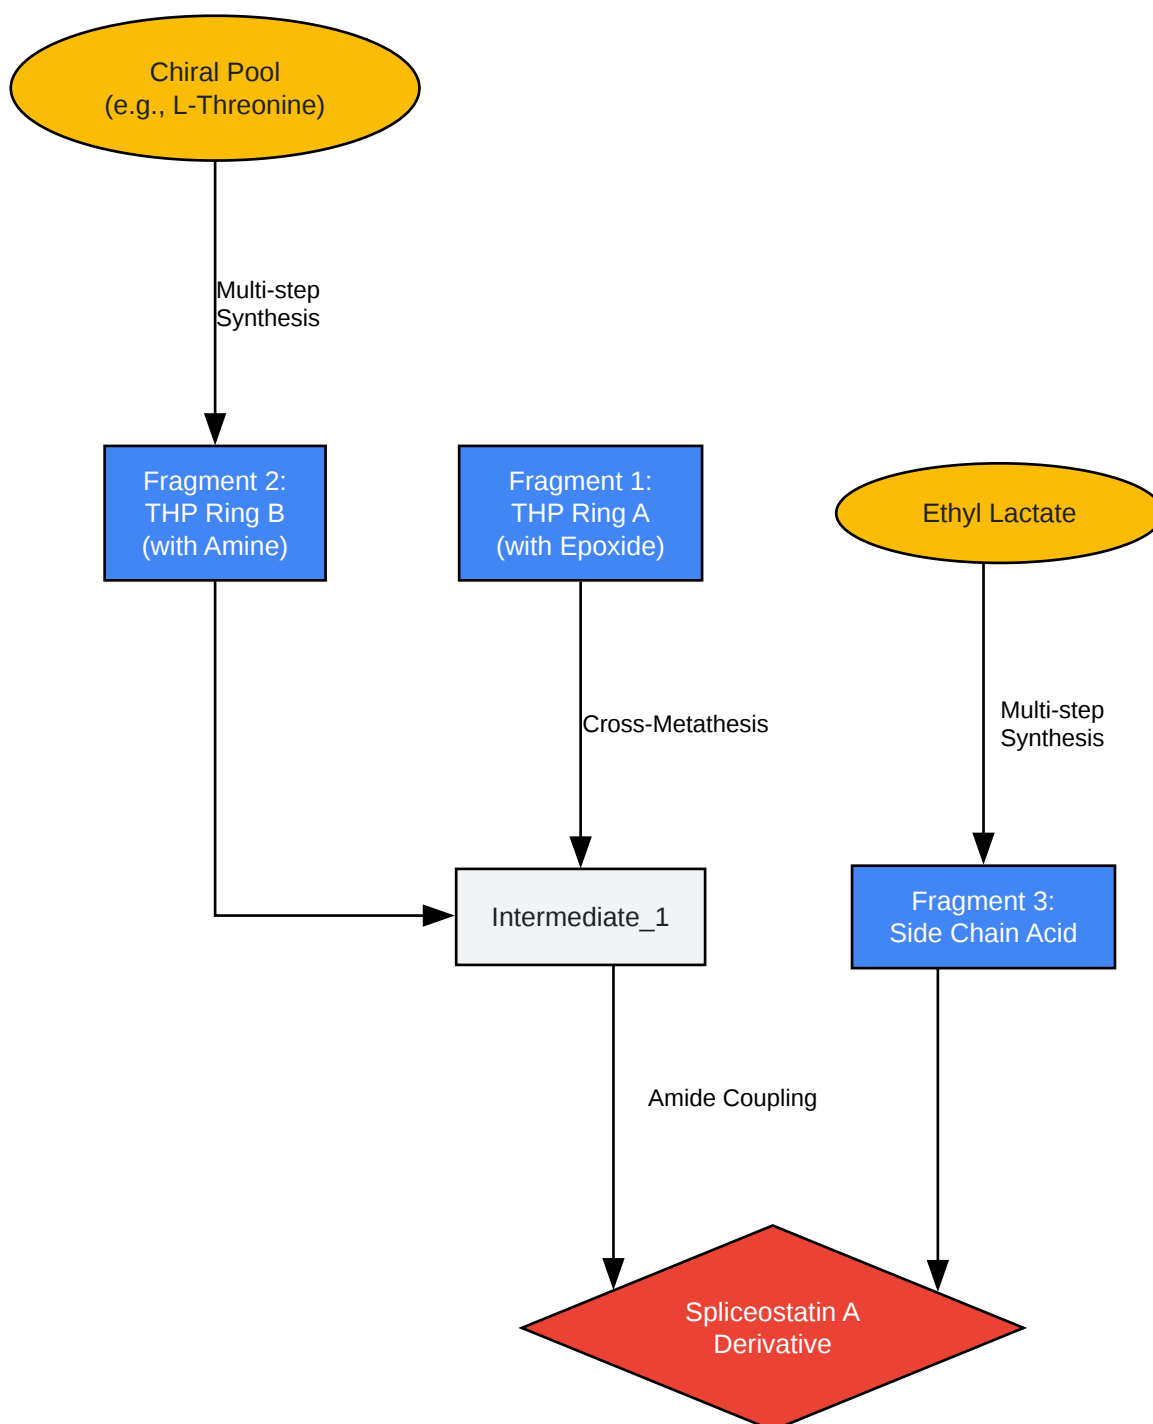 Chiral Pool
(e.g., L-Threonine)
Multi-step
Synthesis
Fragment 2:
THP Ring B
(with Amine)
Fragment 1:
THP Ring A
(with Epoxide)
Ethyl Lactate
Cross-Metathesis
Multi-step
Synthesis
Intermediate_1
Fragment 3:
Side Chain Acid
Amide Coupling
Spliceostatin A
Derivative